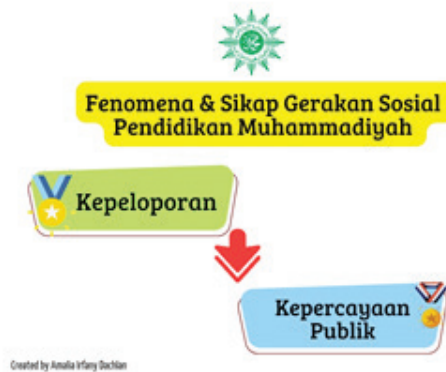 Fenomena & Sikap Gerakan Sosial
Pendidikan Muhammadiyah
Kepeloporan
Kepercayaan
Publik
Created by Amalia Irfany Dachlan